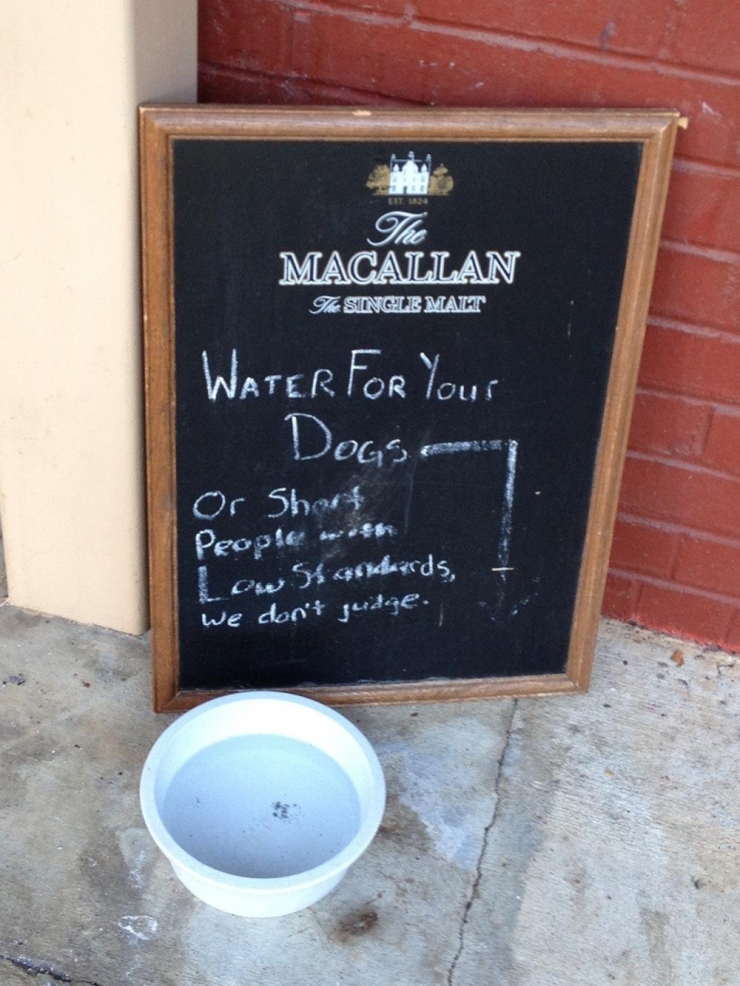 EST. 1824
The
MACALLAN
The SINGLE MALT
WATER FOR Your
DOGS
Or Short
People with
Low Standards,
we don't judge.